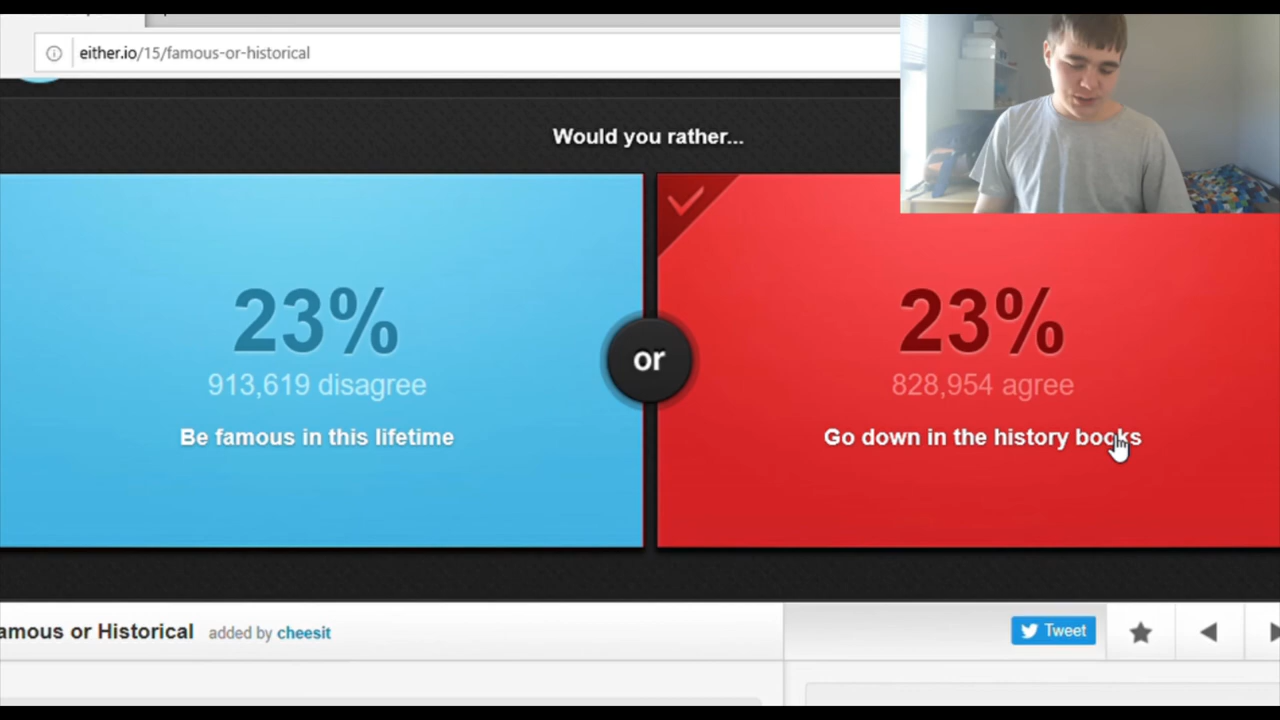 either.io/15/famous-or-historical
Would you rather...
23%
913,619 disagree
Be famous in this lifetime
or
23%
828,954 agree
Go down in the history books
amous or Historical added by cheesit
Tweet